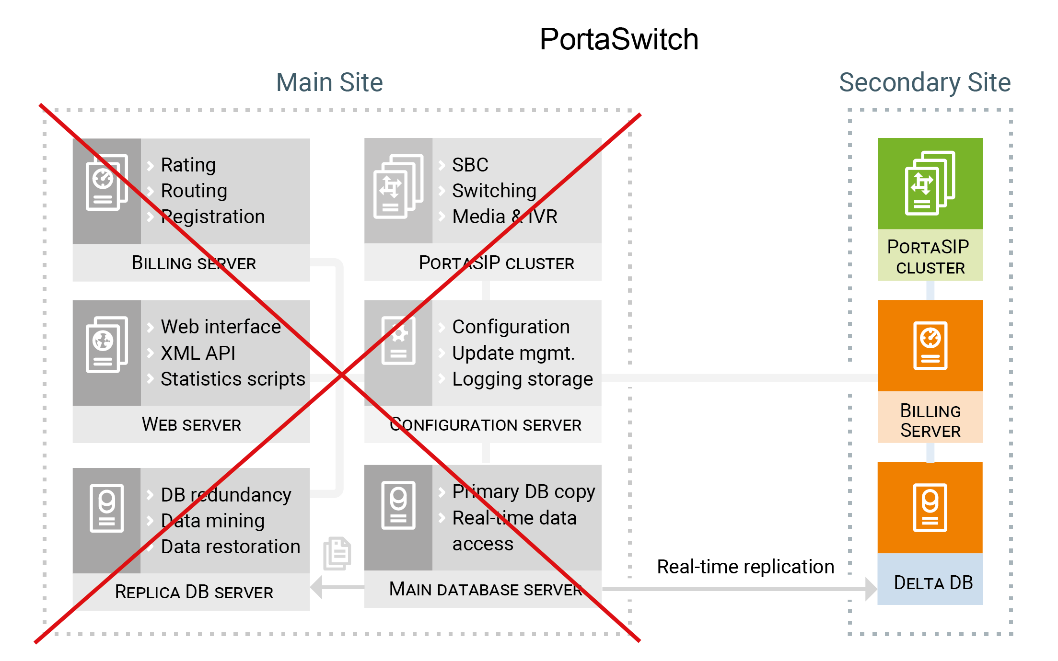 PortaSwitch
Main Site
Secondary Site
Rating
Routing
Registration
BILLING SERVER
SBC
Switching
Media & IVR
PORTASIP CLUSTER
PORTASIP
CLUSTER
Web interface
XML API
Statistics scripts
WEB SERVER
Configuration
Update mgmt.
Logging storage
CONFIGURATION SERVER
BILLING
SERVER
DB redundancy
Data mining
Data restoration
REPLICA DB SERVER
Primary DB copy
Real-time data
access
MAIN DATABASE SERVER
Real-time replication
DELTA DB